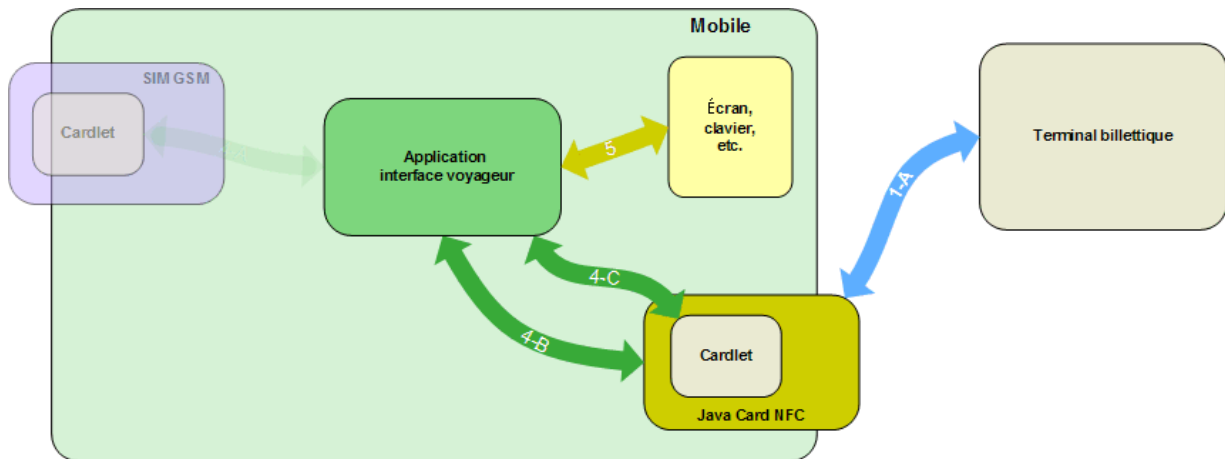 Mobile
SIM GSM
Cardlet
Application
interface voyageur
5
Écran,
clavier,
etc.
1-A
Terminal billettique
4-C
4-B
Cardlet
Java Card NFC